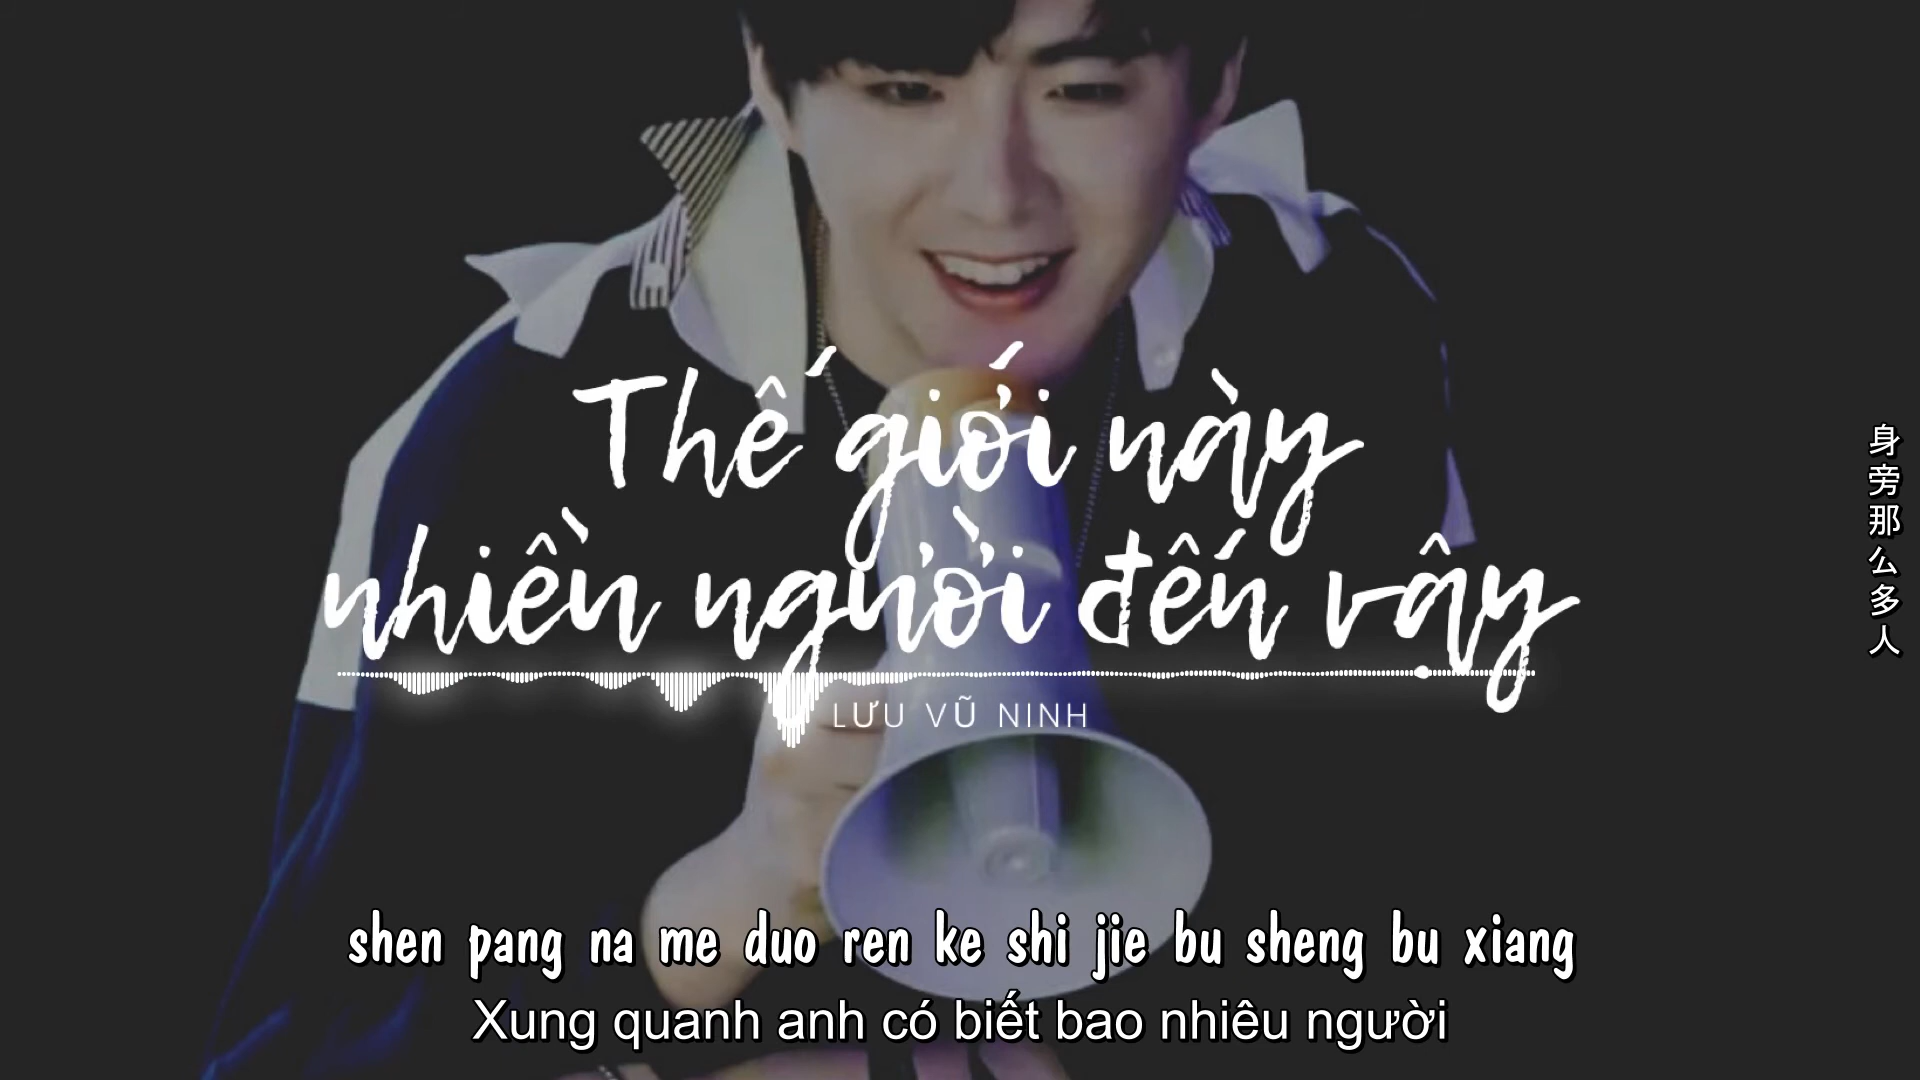 Thế giới này
nhiều người đến vậy
LƯU VŨ NINH
身旁那么多人
shen pang na me duo ren ke shi jie bu sheng bu xiang
Xung quanh anh có biết bao nhiêu người